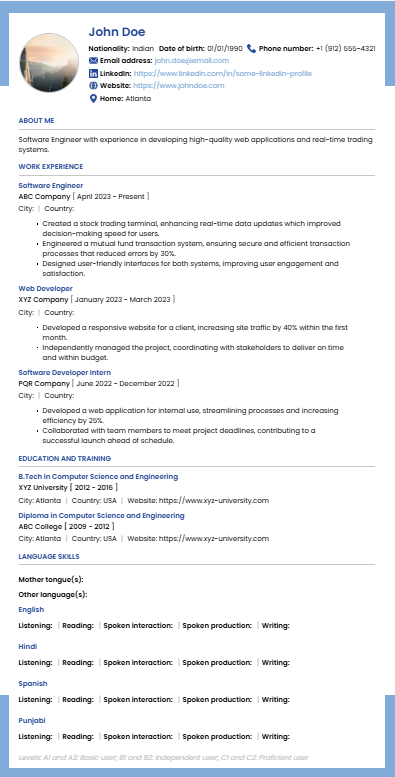 John Doe
Nationality: Indian Date of birth: 01/01/1990 Phone number: +1 (912) 555-4321
Email address: john.doe@email.com
LinkedIn: https://www.linkedin.com/in/some-linkedin-profile
Website: https://www.johndoe.com
Home: Atlanta
ABOUT ME
Software Engineer with experience in developing high-quality web applications and real-time trading
systems.
WORK EXPERIENCE
Software Engineer
ABC Company [ April 2023 - Present ]
City: | Country:
• Created a stock trading terminal, enhancing real-time data updates which improved
decision-making speed for users.
• Engineered a mutual fund transaction system, ensuring secure and efficient transaction
processes that reduced errors by 30%.
• Designed user-friendly interfaces for both systems, improving user engagement and
satisfaction.
Web Developer
XYZ Company [ January 2023 - March 2023 ]
City: | Country:
• Developed a responsive website for a client, increasing site traffic by 40% within the first
month.
• Independently managed the project, coordinating with stakeholders to deliver on time
and within budget.
Software Developer Intern
PQR Company [ June 2022 - December 2022 ]
City: | Country:
• Developed a web application for internal use, streamlining processes and increasing
efficiency by 25%.
• Collaborated with team members to meet project deadlines, contributing to a
successful launch ahead of schedule.
EDUCATION AND TRAINING
B.Tech in Computer Science and Engineering
XYZ University [ 2012 - 2016 ]
City: Atlanta | Country: USA | Website: https://www.xyz-university.com
Diploma in Computer Science and Engineering
ABC College [ 2009 - 2012 ]
City: Atlanta | Country: USA | Website: https://www.xyz-university.com
LANGUAGE SKILLS
Mother tongue(s):
Other language(s):
English
Listening: | Reading: | Spoken interaction: | Spoken production: | Writing:
Hindi
Listening: | Reading: | Spoken interaction: | Spoken production: | Writing:
Spanish
Listening: | Reading: | Spoken interaction: | Spoken production: | Writing:
Punjabi
Listening: | Reading: | Spoken interaction: | Spoken production: | Writing:
Levels: A1 and A2: Basic user; B1 and B2: Independent user; C1 and C2: Proficient user